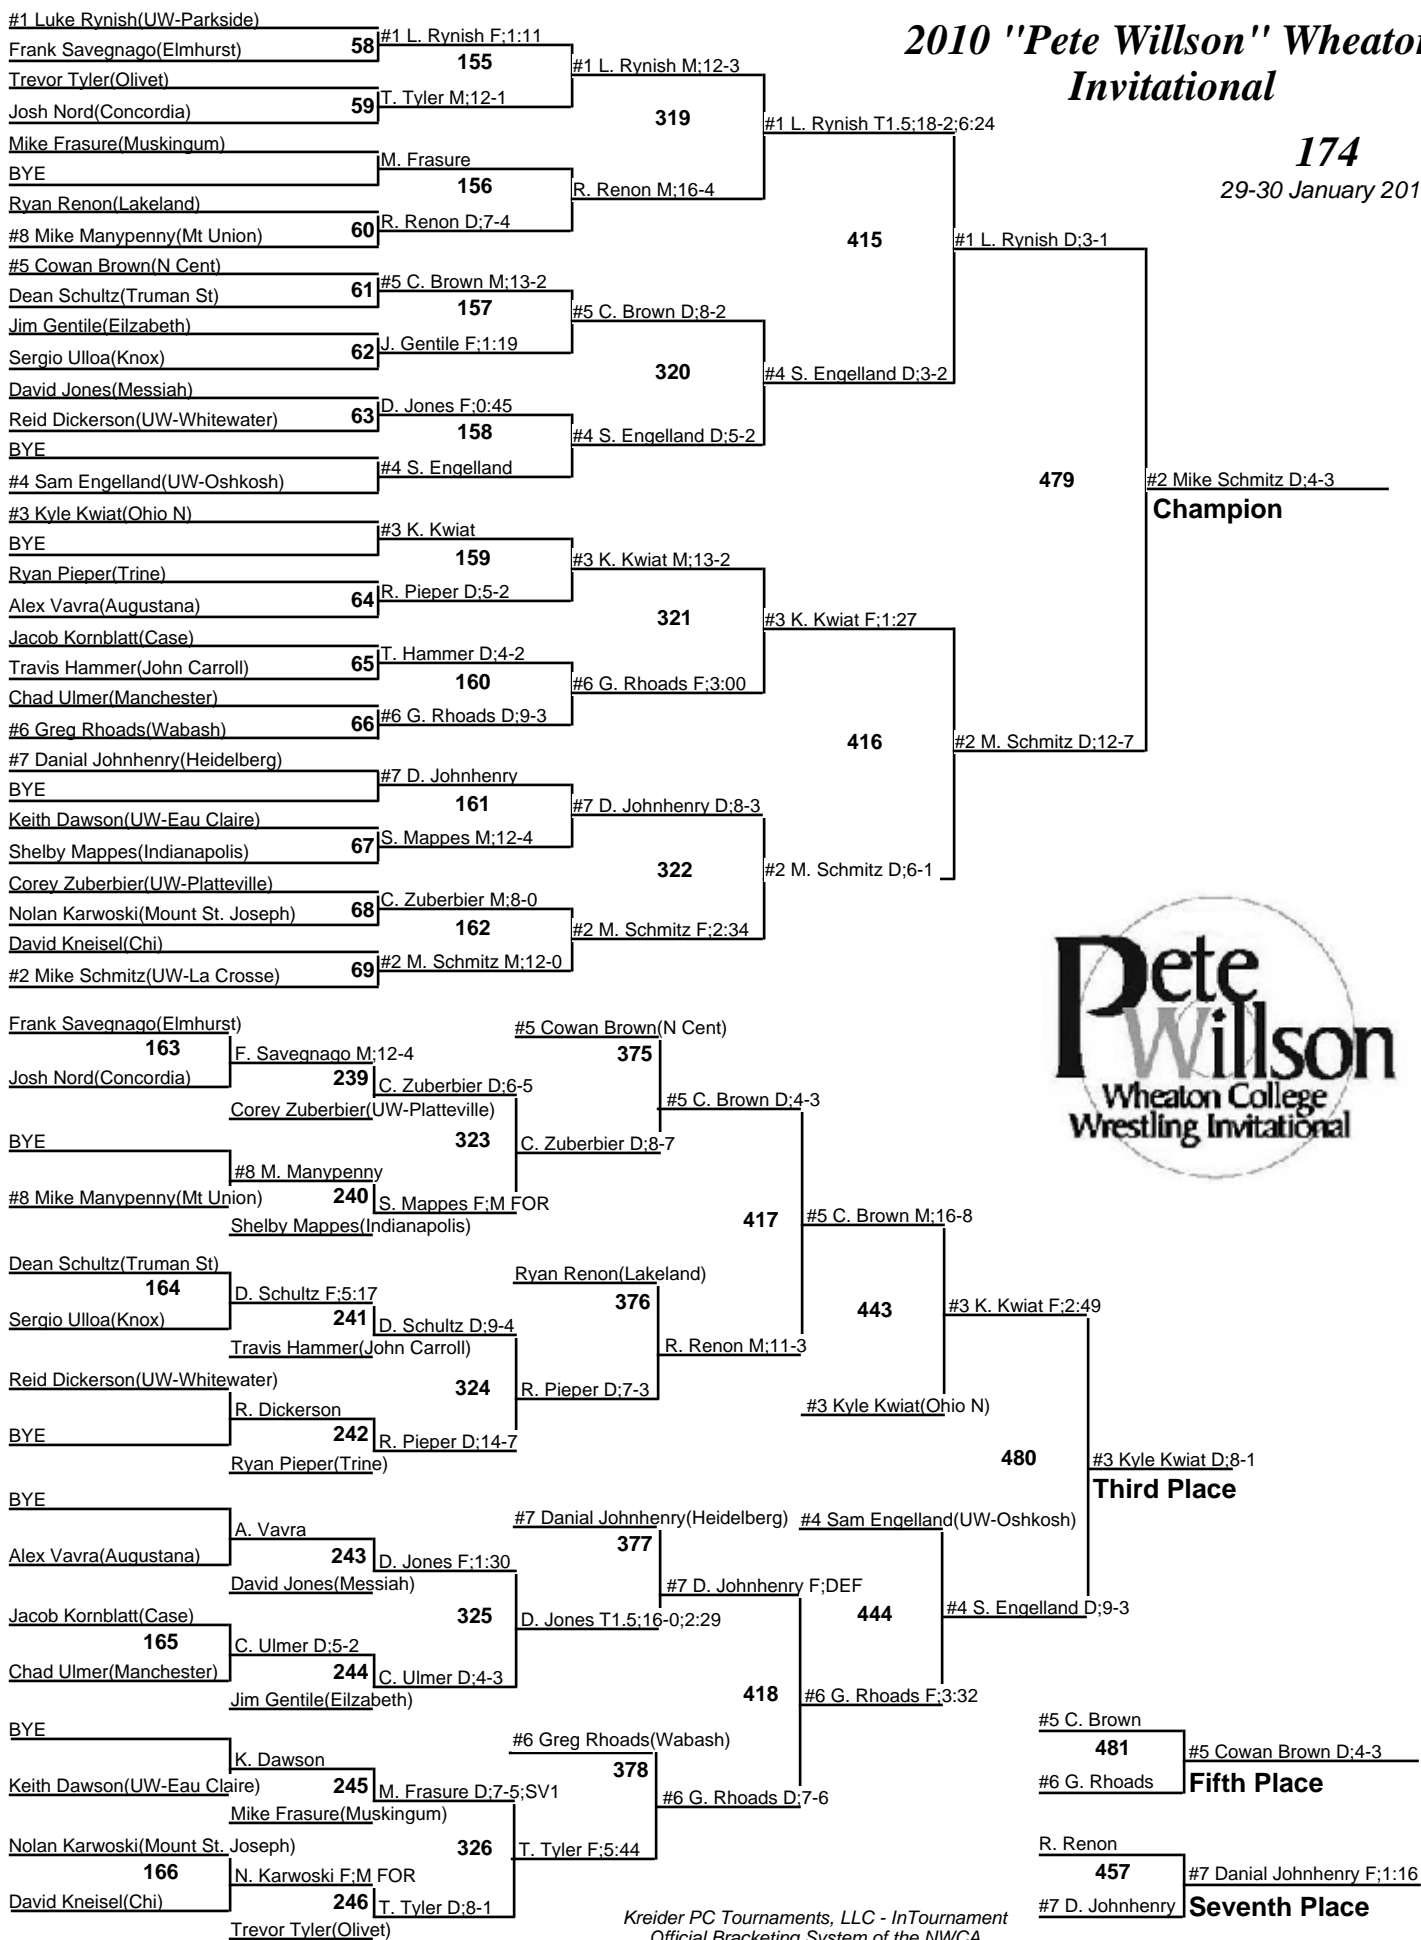 2010 "Pete Willson" Wheaton
Invitational
174
29-30 January 201
#1 Luke Rynish(UW-Parkside)
Frank Savegnago(Elmhurst)
58
#1 L. Rynish F;1:11
155
Trevor Tyler(Olivet)
Josh Nord(Concordia)
59
T. Tyler M;12-1
#1 L. Rynish M;12-3
319
Mike Frasure(Muskingum)
BYE
M. Frasure
156
Ryan Renon(Lakeland)
#8 Mike Manypenny(Mt Union)
60
R. Renon D;7-4
R. Renon M;16-4
#1 L. Rynish T1.5;18-2;6:24
415
#5 Cowan Brown(N Cent)
Dean Schultz(Truman St)
61
#5 C. Brown M;13-2
157
Jim Gentile(Eilzabeth)
Sergio Ulloa(Knox)
62
J. Gentile F;1:19
#5 C. Brown D;8-2
320
David Jones(Messiah)
Reid Dickerson(UW-Whitewater)
63
D. Jones F;0:45
158
BYE
#4 Sam Engelland(UW-Oshkosh)
#4 S. Engelland
#4 S. Engelland D;5-2
#4 S. Engelland D;3-2
#1 L. Rynish D;3-1
479
#2 Mike Schmitz D;4-3
Champion
#3 Kyle Kwiat(Ohio N)
BYE
#3 K. Kwiat
159
Ryan Pieper(Trine)
Alex Vavra(Augustana)
64
R. Pieper D;5-2
#3 K. Kwiat M;13-2
321
Jacob Kornblatt(Case)
Travis Hammer(John Carroll)
65
T. Hammer D;4-2
160
Chad Ulmer(Manchester)
#6 Greg Rhoads(Wabash)
66
#6 G. Rhoads D;9-3
#6 G. Rhoads F;3:00
#3 K. Kwiat F;1:27
416
#2 M. Schmitz D;12-7
#7 Danial Johnhenry(Heidelberg)
BYE
#7 D. Johnhenry
161
Keith Dawson(UW-Eau Claire)
Shelby Mappes(Indianapolis)
67
S. Mappes M;12-4
#7 D. Johnhenry D;8-3
322
#2 M. Schmitz D;6-1
Corey Zuberbier(UW-Platteville)
Nolan Karwoski(Mount St. Joseph)
68
C. Zuberbier M;8-0
162
David Kneisel(Chi)
#2 Mike Schmitz(UW-La Crosse)
69
#2 M. Schmitz M;12-0
#2 M. Schmitz F;2:34
Pete
Willson
Wheaton College
Wrestling Invitational
Frank Savegnago(Elmhurst)
163
Josh Nord(Concordia)
F. Savegnago M;12-4
239
Corey Zuberbier(UW-Platteville)
C. Zuberbier D;6-5
323
BYE
#8 Mike Manypenny(Mt Union)
#8 M. Manypenny
240
Shelby Mappes(Indianapolis)
S. Mappes F;M FOR
C. Zuberbier D;8-7
#5 Cowan Brown(N Cent)
375
#5 C. Brown D;4-3
417
Dean Schultz(Truman St)
164
Sergio Ulloa(Knox)
D. Schultz F;5:17
241
Travis Hammer(John Carroll)
D. Schultz D;9-4
324
Reid Dickerson(UW-Whitewater)
BYE
R. Dickerson
242
Ryan Pieper(Trine)
R. Pieper D;14-7
R. Pieper D;7-3
Ryan Renon(Lakeland)
376
R. Renon M;11-3
#5 C. Brown M;16-8
443
#3 Kyle Kwiat(Ohio N)
#3 K. Kwiat F;2:49
480
#3 Kyle Kwiat D;8-1
Third Place
BYE
Alex Vavra(Augustana)
A. Vavra
243
David Jones(Messiah)
D. Jones F;1:30
325
Jacob Kornblatt(Case)
165
Chad Ulmer(Manchester)
C. Ulmer D;5-2
244
Jim Gentile(Eilzabeth)
C. Ulmer D;4-3
D. Jones T1.5;16-0;2:29
#7 Danial Johnhenry(Heidelberg)
377
#7 D. Johnhenry F;DEF
418
#4 Sam Engelland(UW-Oshkosh)
444
#4 S. Engelland D;9-3
#6 G. Rhoads F;3:32
BYE
Keith Dawson(UW-Eau Claire)
K. Dawson
245
Mike Frasure(Muskingum)
M. Frasure D;7-5;SV1
326
Nolan Karwoski(Mount St. Joseph)
166
David Kneisel(Chi)
N. Karwoski F;M FOR
246
Trevor Tyler(Olivet)
T. Tyler D;8-1
T. Tyler F;5:44
#6 Greg Rhoads(Wabash)
378
#6 G. Rhoads D;7-6
#5 C. Brown
481
#6 G. Rhoads
#5 Cowan Brown D;4-3
Fifth Place
R. Renon
457
#7 D. Johnhenry
#7 Danial Johnhenry F;1:16
Seventh Place
Kreider PC Tournaments, LLC - InTournament
Official Bracketing System of the NWCA